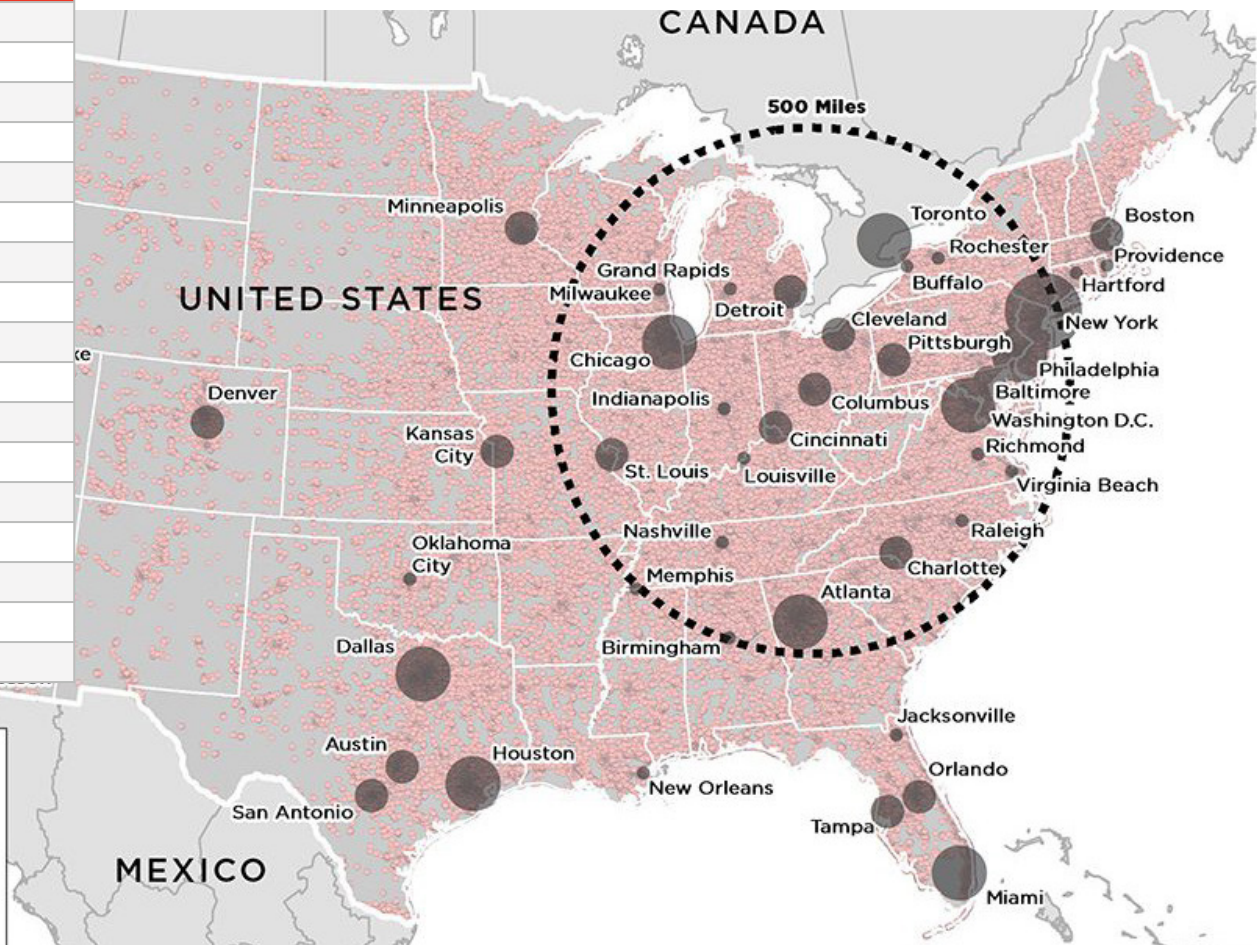 CANADA
500 Miles
Minneapolis
Toronto
Boston
Rochester
Providence
Grand Rapids
Buffalo
Hartford
UNITED STATES
Milwaukee
Detroit
Cleveland
New York
Pittsburgh
Chicago
Philadelphia
Denver
Indianapolis
Columbus
Baltimore
Washington D.C.
Kansas
City
Cincinnati
Richmond
St. Louis
Louisville
Virginia Beach
Nashville
Raleigh
Oklahoma
City
Memphis
Charlotte
Atlanta
Dallas
Birmingham
Jacksonville
Austin
Houston
Orlando
New Orleans
San Antonio
Tampa
MEXICO
Miami